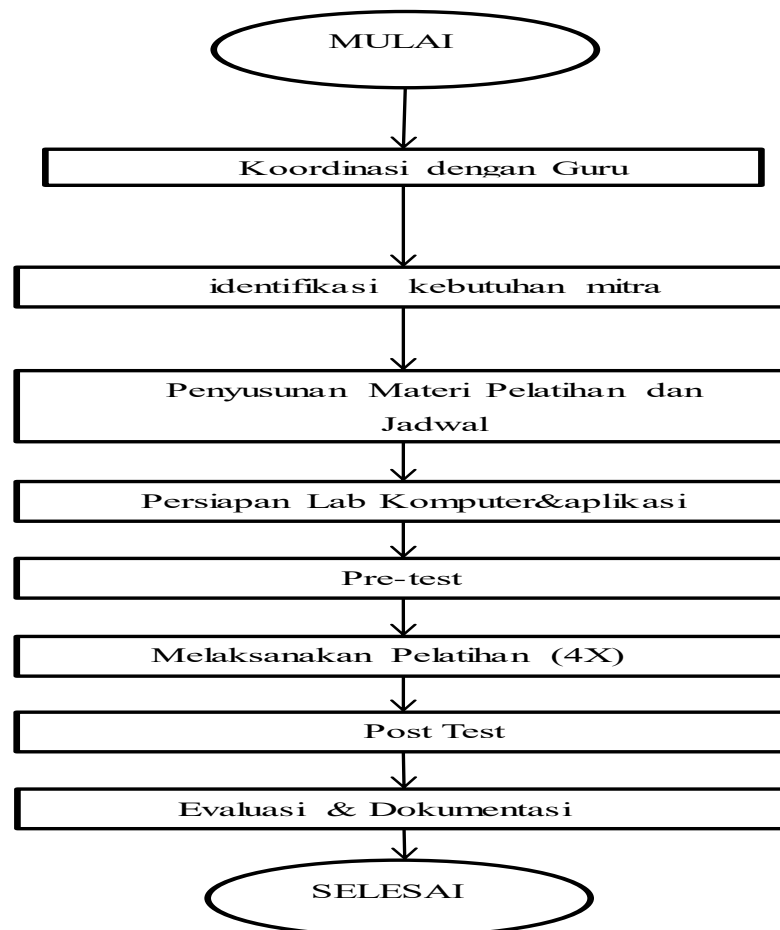 MULAI
Koordinasi dengan Guru
identifikasi kebutuhan mitra
Penyusunan Materi Pelatihan dan
Jadwal
Persiapan Lab Komputer&aplikasi
Pre-test
Melaksanakan Pelatihan (4X)
Post Test
Evaluasi & Dokumentasi
SELESAI